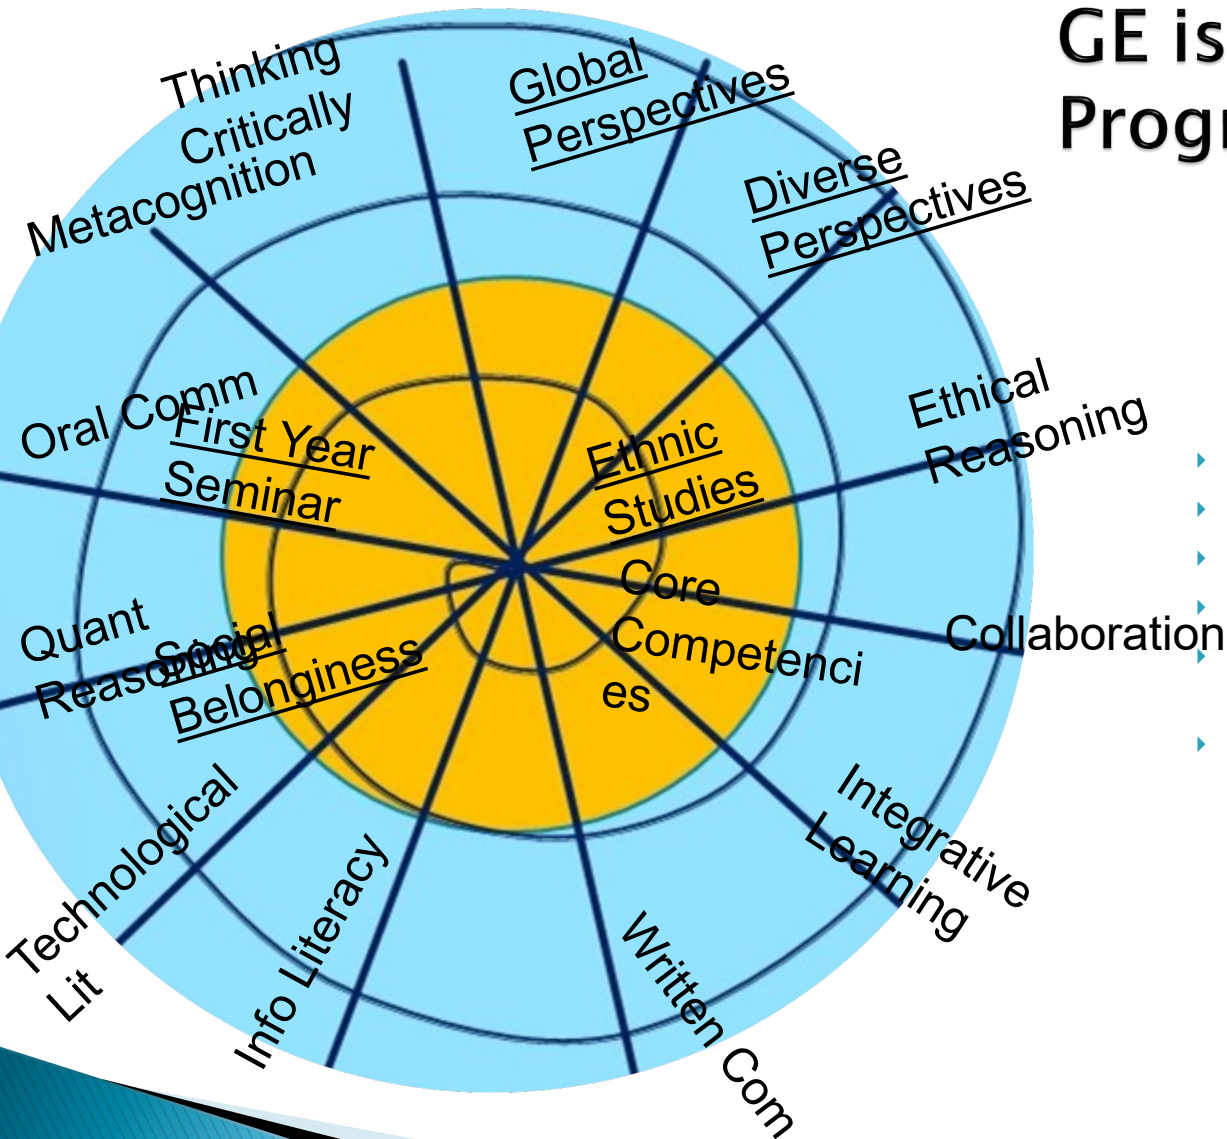 GE is
Progr
Thinking
Critically
Metacognition
Global
Perspectives
Diverse
Perspectives
Ethical
Reasoning
Oral Comm
First Year
Seminar
Ethnic
Studies
Core
Competenci
es
Collaboration
Quant
Reasoning
Social
Belonginess
Technological
Lit
Info Literacy
Integrative
Learning
Written Com